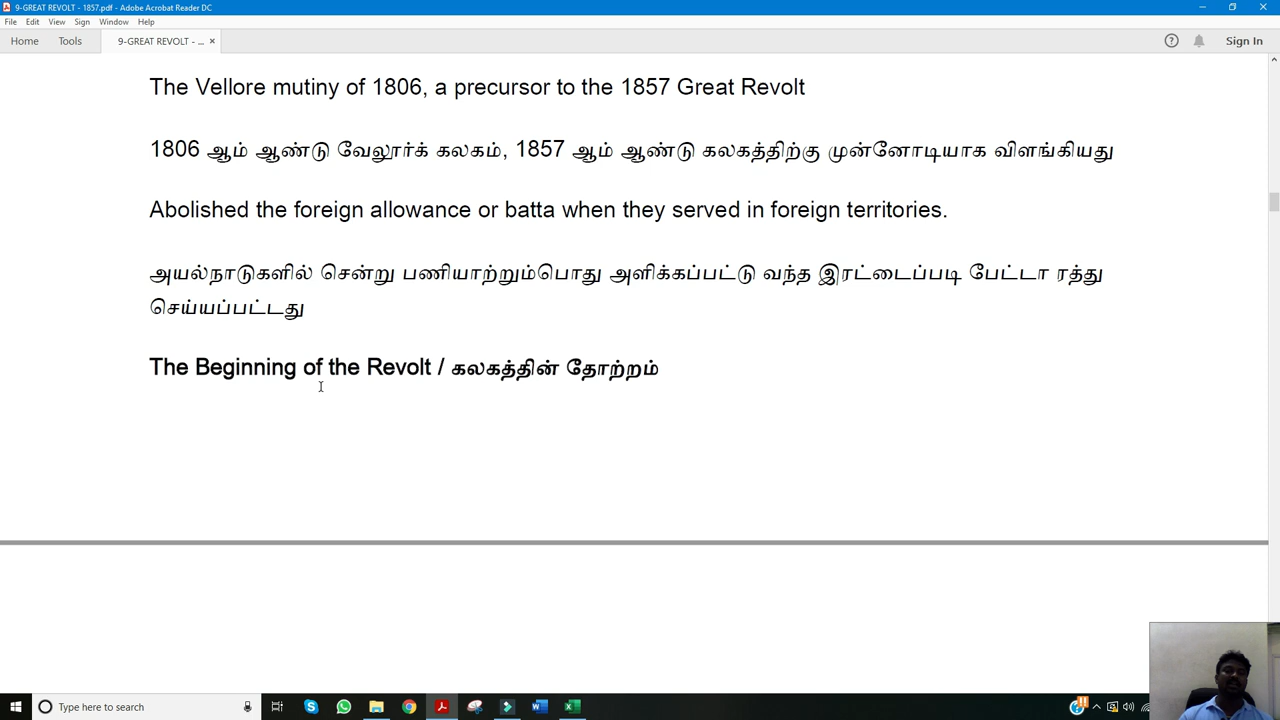 9-GREAT REVOLT - 1857.pdf - Adobe Acrobat Reader DC
File Edit View Sign Window Help
Home Tools 9-GREAT REVOLT - ... × Sign In
The Vellore mutiny of 1806, a precursor to the 1857 Great Revolt
1806 ஆம் ஆண்டு வேலூர்க் கலகம், 1857 ஆம் ஆண்டு கலகத்திற்கு முன்னோடியாக விளங்கியது
Abolished the foreign allowance or batta when they served in foreign territories.
அயல்நாடுகளில் சென்று பணியாற்றும்பொது அளிக்கப்பட்டு வந்த இரட்டைப்படி பேட்டா ரத்து
செய்யப்பட்டது
The Beginning of the Revolt / கலகத்தின் தோற்றம்
Type here to search